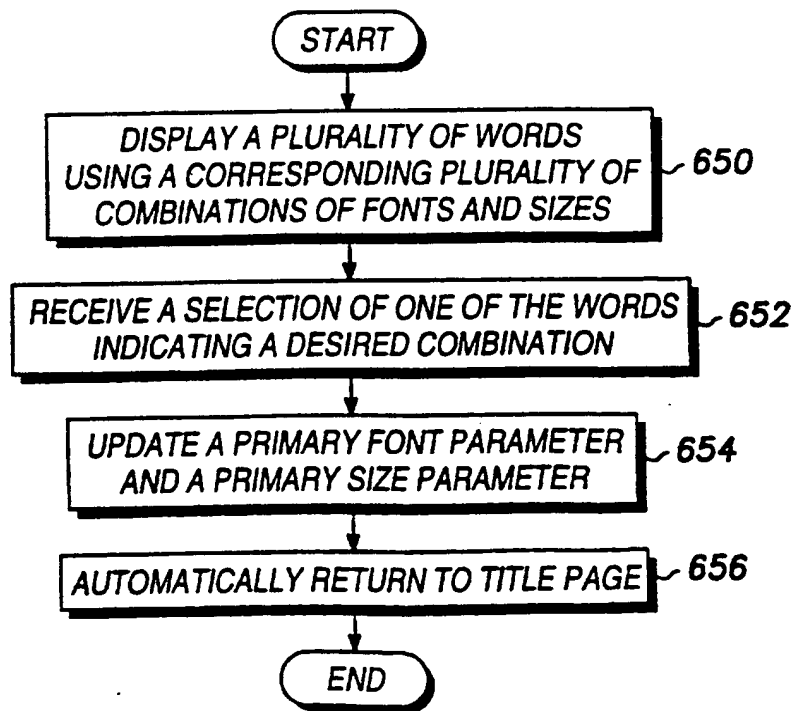 START
DISPLAY A PLURALITY OF WORDS
USING A CORRESPONDING PLURALITY OF
COMBINATIONS OF FONTS AND SIZES
650
RECEIVE A SELECTION OF ONE OF THE WORDS
INDICATING A DESIRED COMBINATION
652
UPDATE A PRIMARY FONT PARAMETER
AND A PRIMARY SIZE PARAMETER
654
AUTOMATICALLY RETURN TO TITLE PAGE
656
END